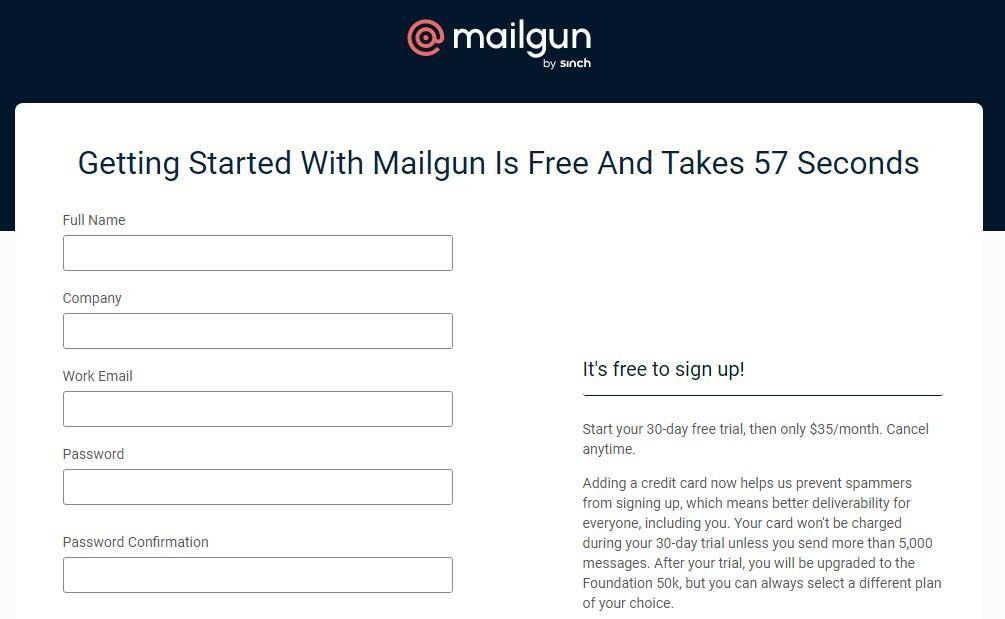 mailgun
by sinch
Getting Started With Mailgun Is Free And Takes 57 Seconds
Full Name
Company
Work Email
Password
Password Confirmation
It's free to sign up!
Start your 30-day free trial, then only $35/month. Cancel
anytime.
Adding a credit card now helps us prevent spammers
from signing up, which means better deliverability for
everyone, including you. Your card won't be charged
during your 30-day trial unless you send more than 5,000
messages. After your trial, you will be upgraded to the
Foundation 50k, but you can always select a different plan
of your choice.